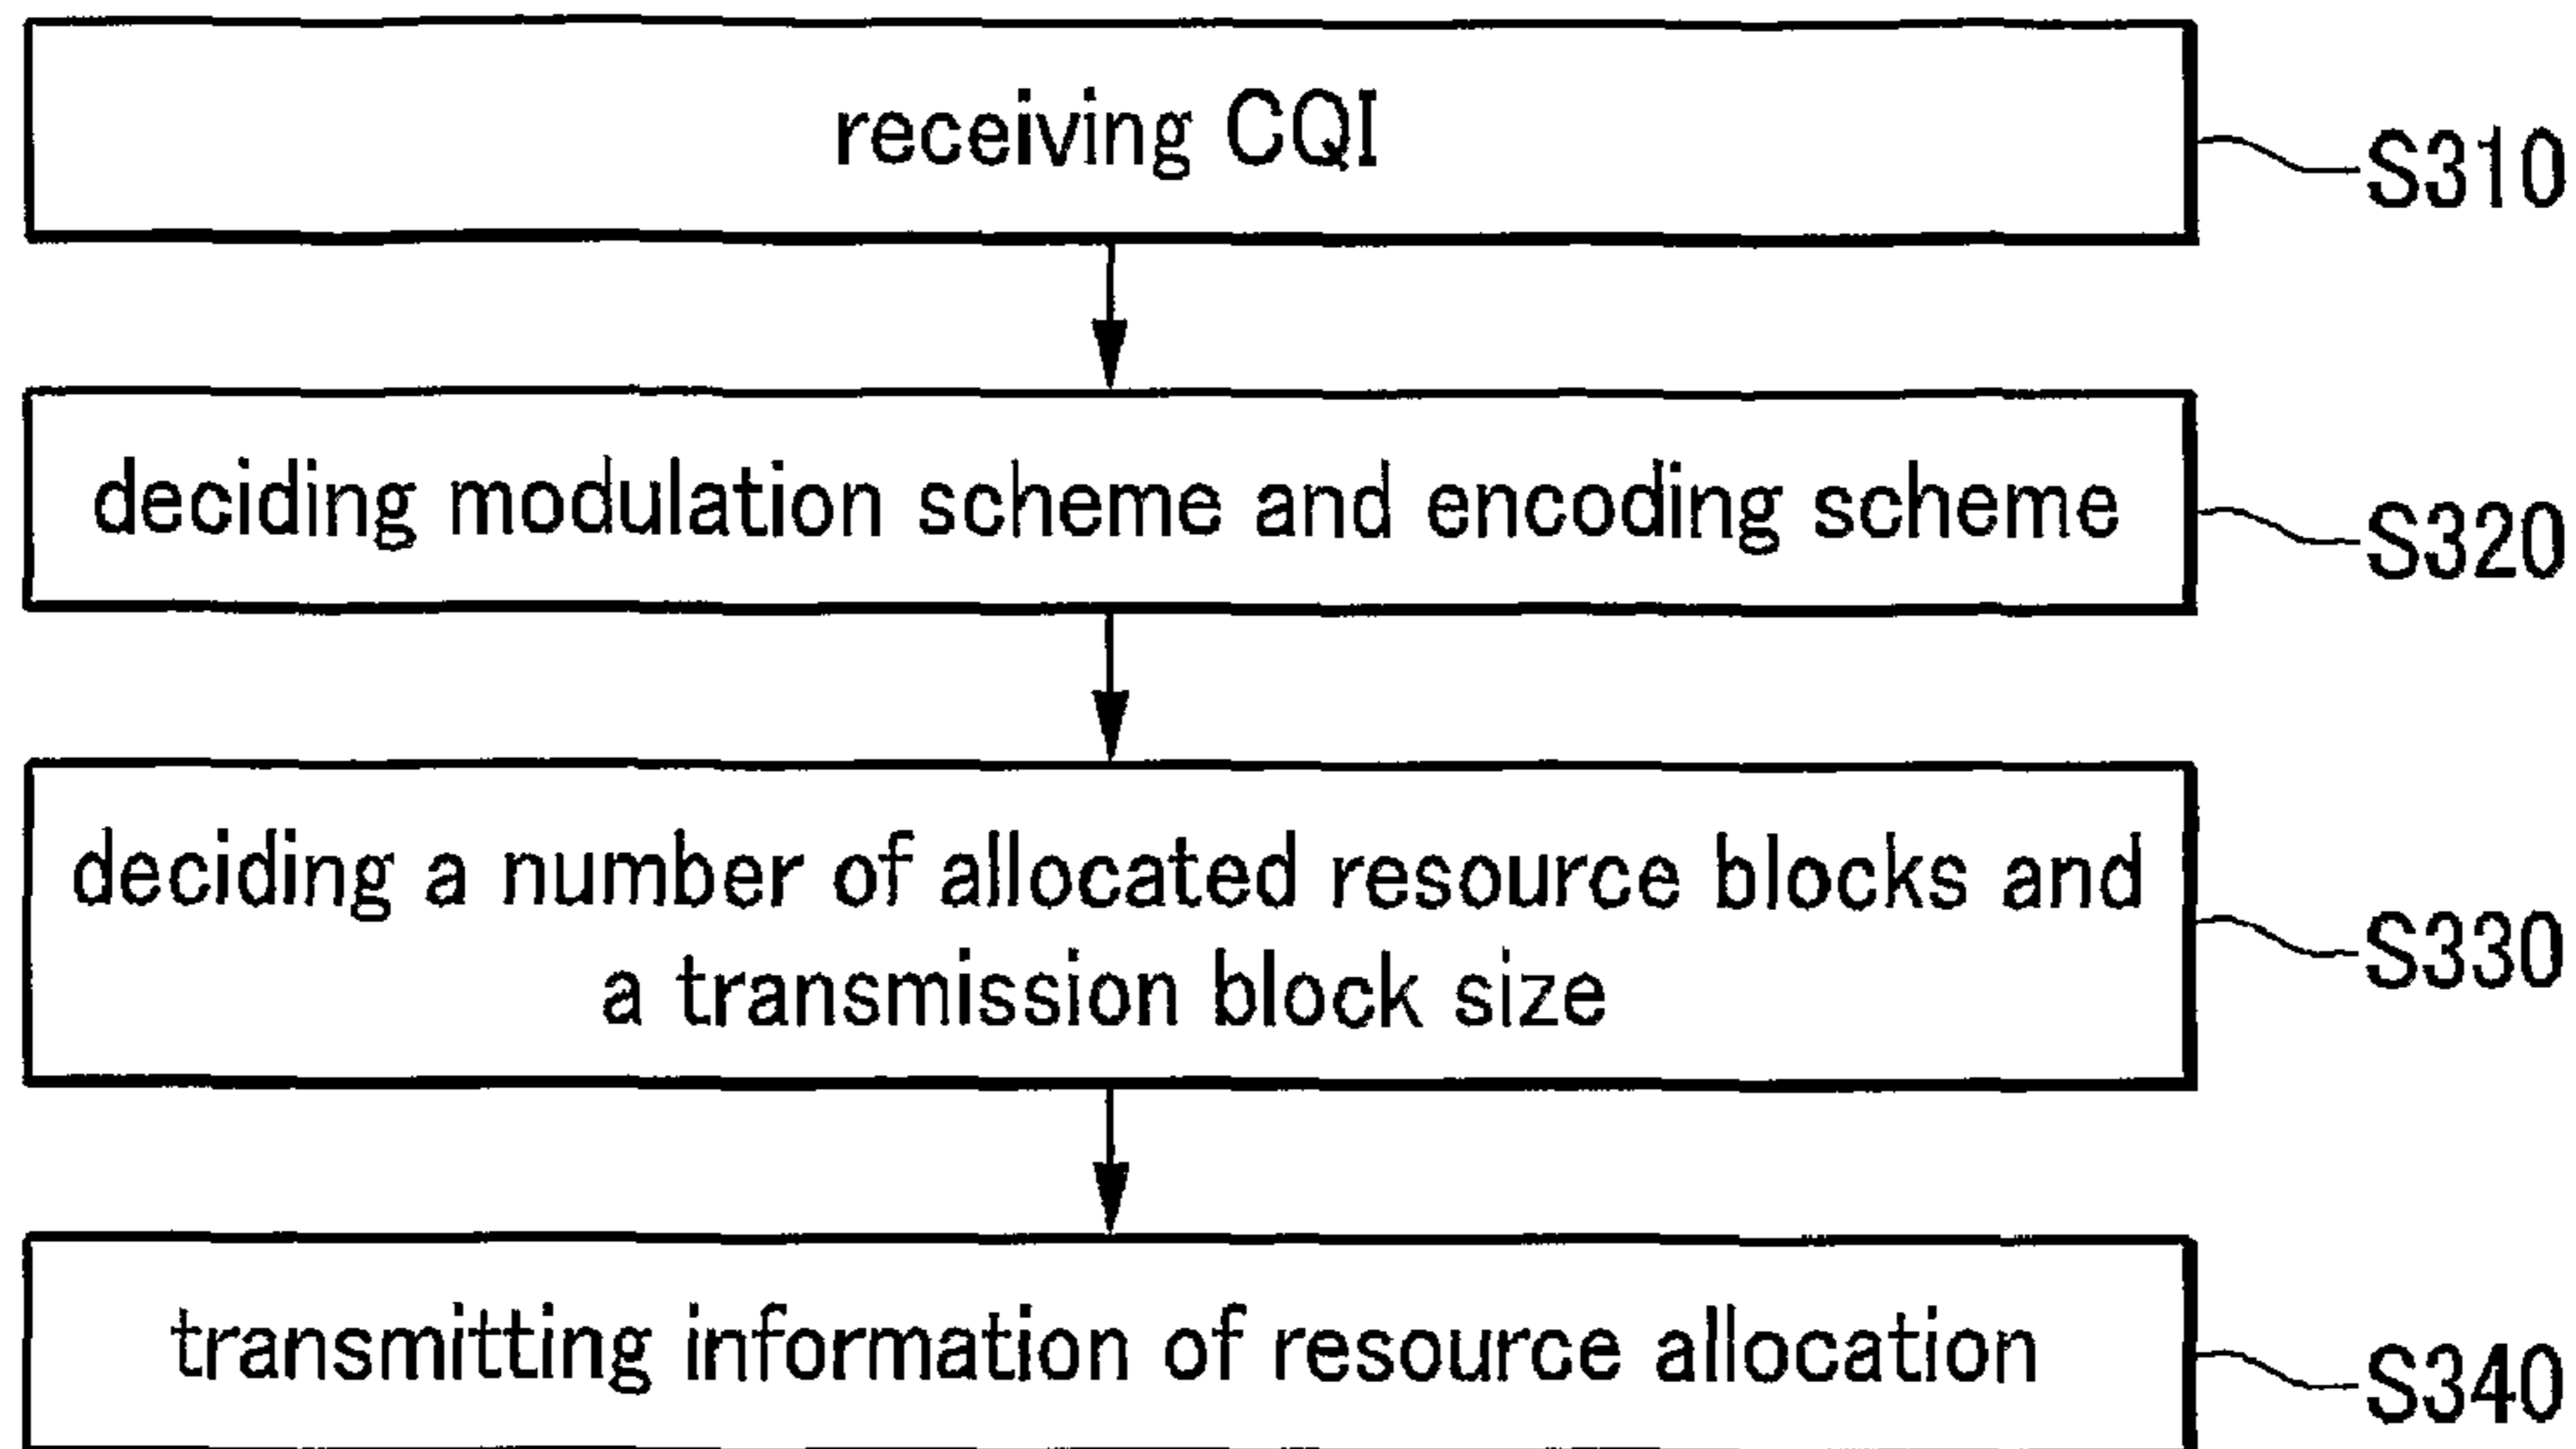 receiving CQI
S310
deciding modulation scheme and encoding scheme
S320
deciding a number of allocated resource blocks and
a transmission block size
S330
transmitting information of resource allocation
S340